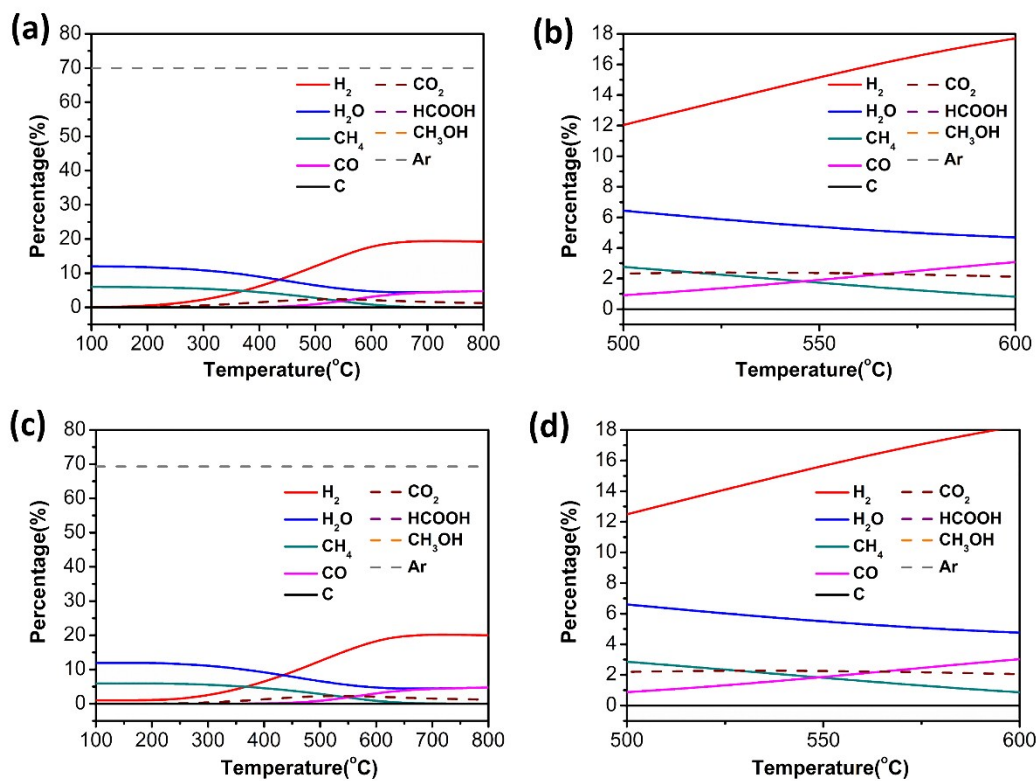 (a)
Percentage(%)
80
70
60
50
40
30
20
10
0
H₂
H₂O
CH₄
CO
C
CO₂
HCOOH
CH₃OH
Ar
100 200 300 400 500 600 700 800
Temperature(°C)
(b)
Percentage(%)
18
16
14
12
10
8
6
4
2
0
H₂
H₂O
CH₄
CO
C
CO₂
HCOOH
CH₃OH
Ar
500 550 600
Temperature(°C)
(c)
Percentage(%)
80
70
60
50
40
30
20
10
0
H₂
H₂O
CH₄
CO
C
CO₂
HCOOH
CH₃OH
Ar
100 200 300 400 500 600 700 800
Temperature(°C)
(d)
Percentage(%)
18
16
14
12
10
8
6
4
2
0
H₂
H₂O
CH₄
CO
C
CO₂
HCOOH
CH₃OH
Ar
500 550 600
Temperature(°C)